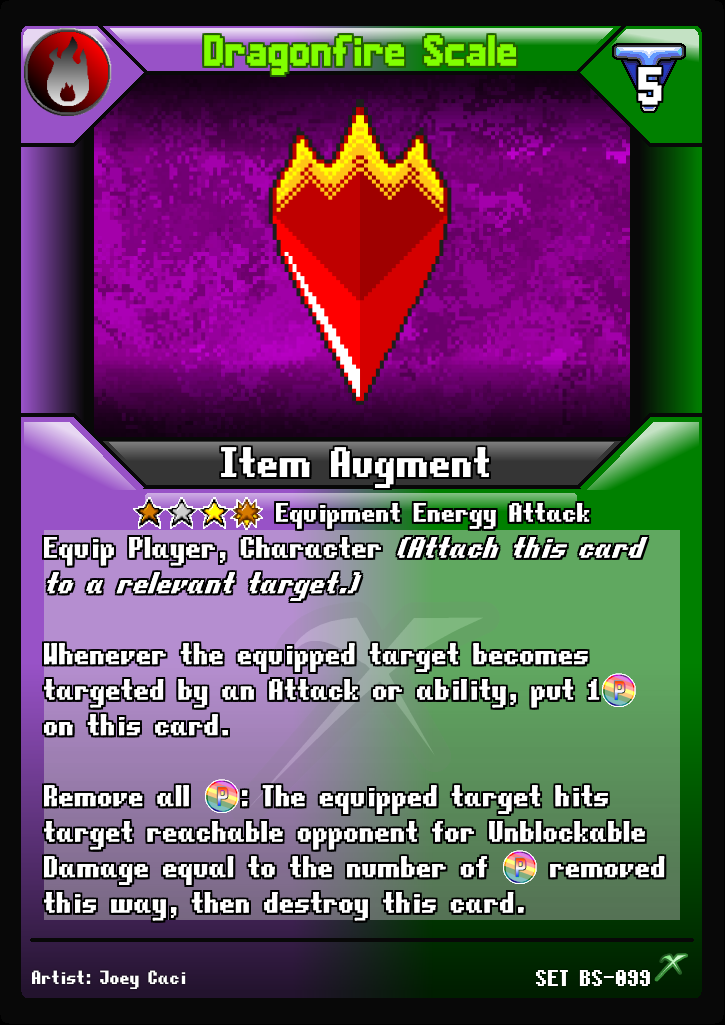 Dragonfire Scale
5
Item Augment
Equipment Energy Attack
Equip Player, Character (Attach this card
to a relevant target.)
Whenever the equipped target becomes
targeted by an Attack or ability, put 1 P
on this card.
Remove all P: The equipped target hits
target reachable opponent for Unblockable
Damage equal to the number of P removed
this way, then destroy this card.
Artist: Joey Caci
SET BS-099